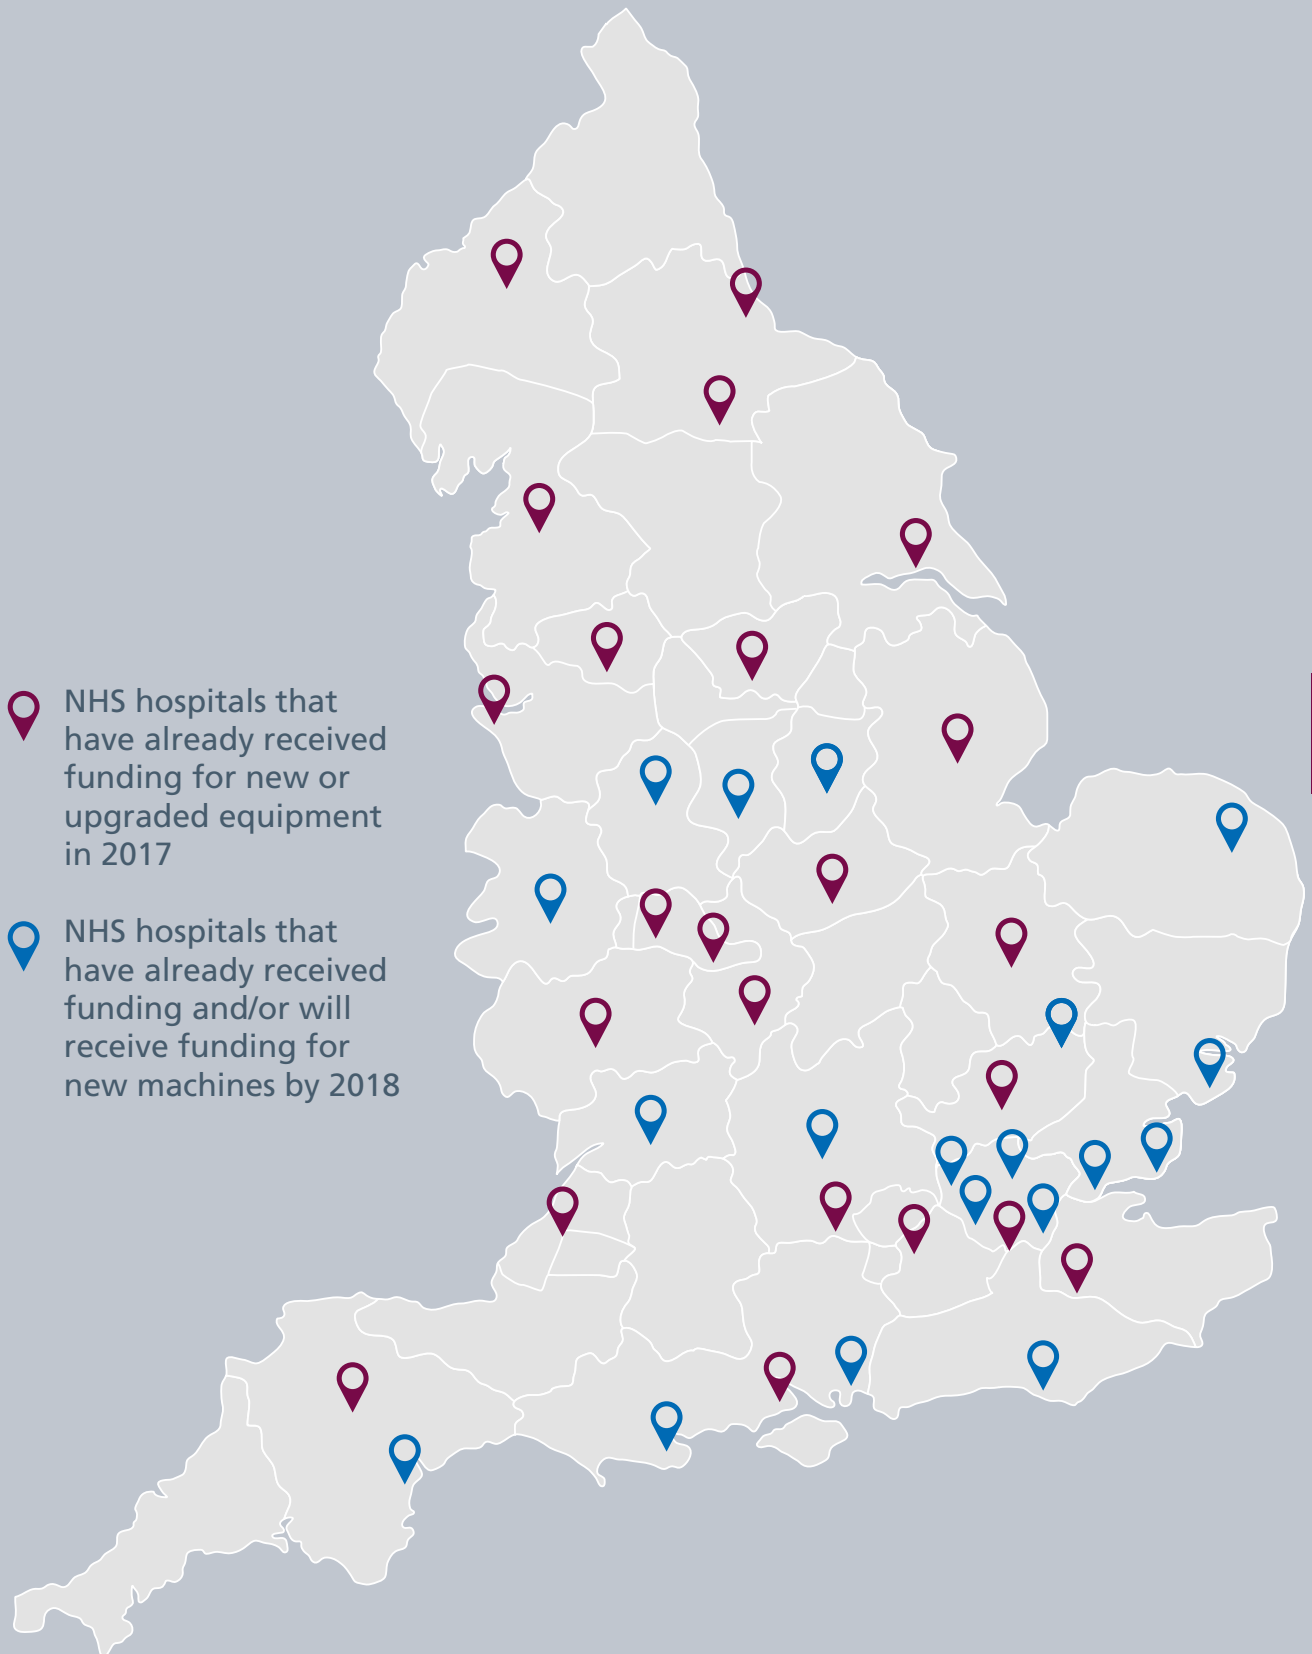 NHS hospitals that
have already received
funding for new or
upgraded equipment
in 2017
NHS hospitals that
have already received
funding and/or will
receive funding for
new machines by 2018